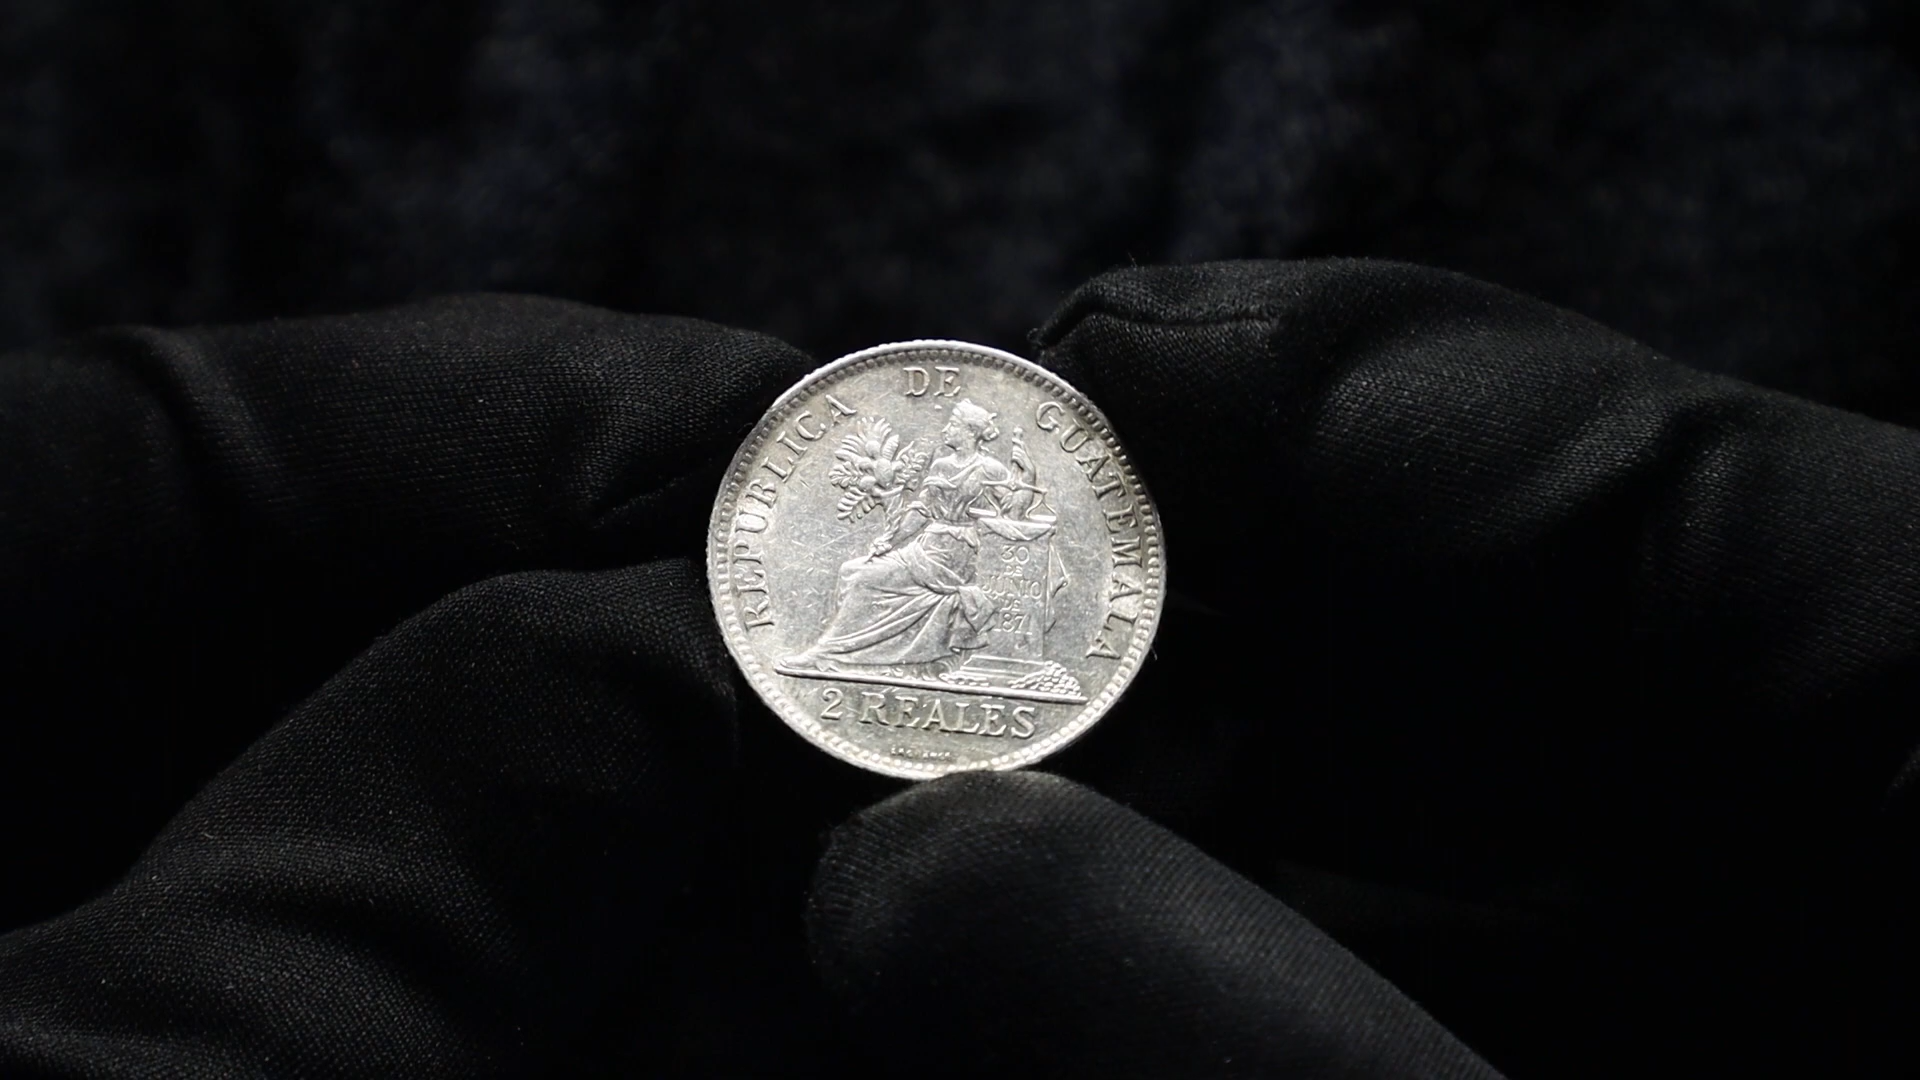 REPUBLICA DE GUATEMALA
30
DE
JUNIO
DE
1871
2 REALES